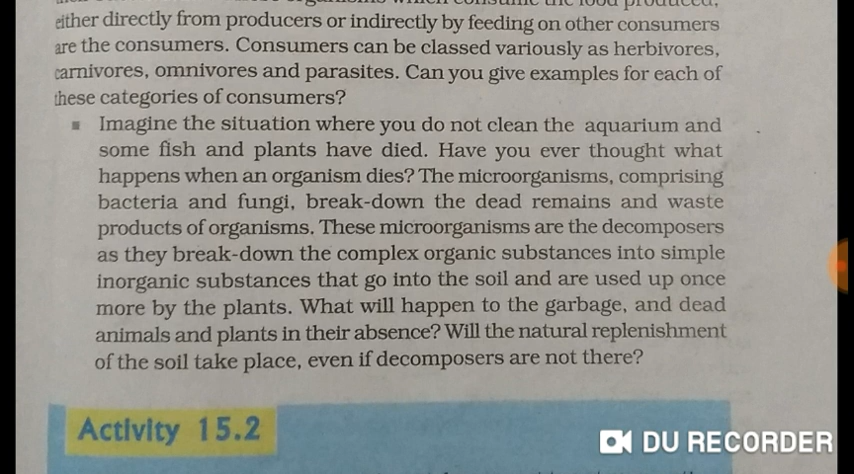 either directly from producers or indirectly by feeding on other consumers
are the consumers. Consumers can be classed variously as herbivores,
carnivores, omnivores and parasites. Can you give examples for each of
these categories of consumers?
▪ Imagine the situation where you do not clean the aquarium and
some fish and plants have died. Have you ever thought what
happens when an organism dies? The microorganisms, comprising
bacteria and fungi, break-down the dead remains and waste
products of organisms. These microorganisms are the decomposers
as they break-down the complex organic substances into simple
inorganic substances that go into the soil and are used up once
more by the plants. What will happen to the garbage, and dead
animals and plants in their absence? Will the natural replenishment
of the soil take place, even if decomposers are not there?
Activity 15.2
DU RECORDER